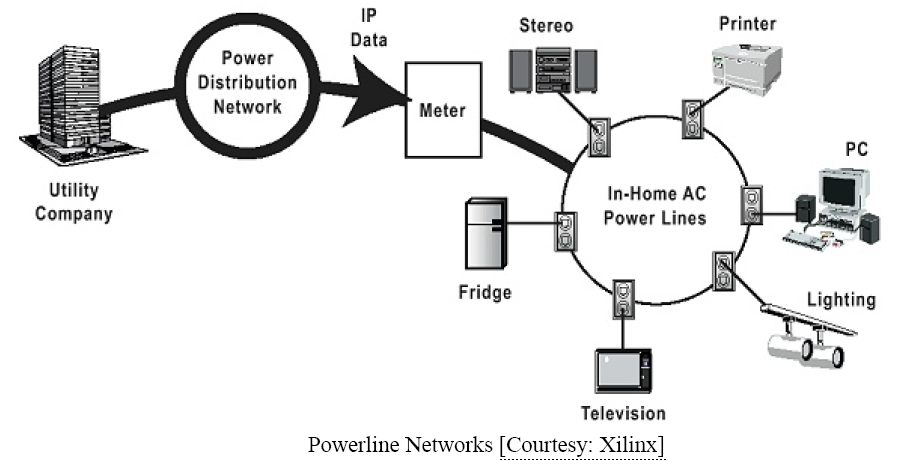 IP
Data
Stereo
Printer
Power
Distribution
Network
Meter
PC
Utility
Company
In-Home AC
Power Lines
Fridge
Lighting
Television
Powerline Networks [Courtesy: Xilinx]